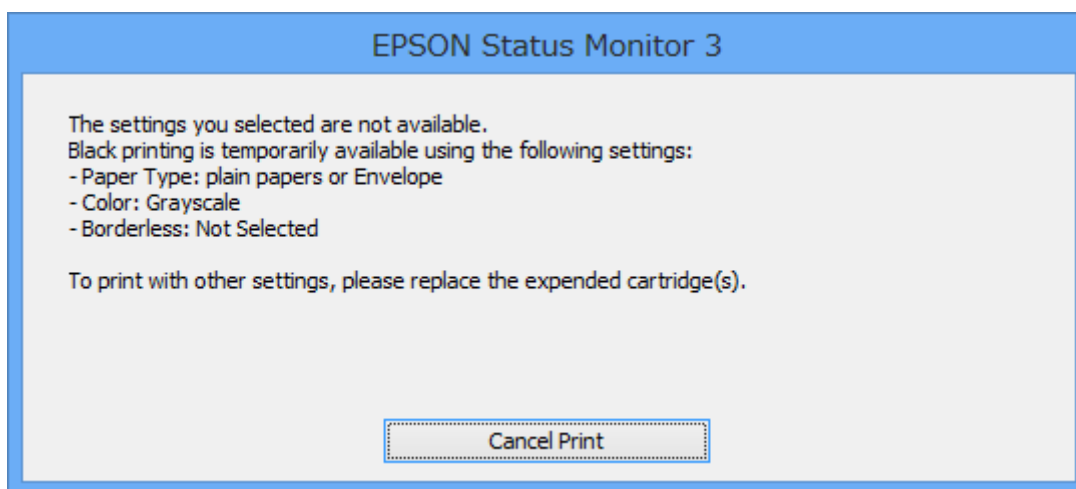 EPSON Status Monitor 3
The settings you selected are not available.
Black printing is temporarily available using the following settings:
- Paper Type: plain papers or Envelope
- Color: Grayscale
- Borderless: Not Selected
To print with other settings, please replace the expended cartridge(s).
Cancel Print